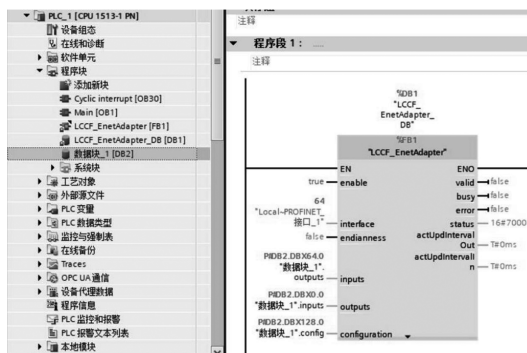 PLC_1 [CPU 1513-1 PN]
设备组态
在线和诊断
软件单元
程序块
添加新块
Cyclic interrupt [OB30]
Main [OB1]
LCCF_EnetAdapter [FB1]
LCCF_EnetAdapter_DB [DB1]
数据块_1 [DB2]
系统块
工艺对象
外部源文件
PLC 变量
PLC 数据类型
监控与强制表
在线备份
Traces
OPC UA 通信
设备代理数据
程序信息
PLC 监控和报警
PLC 报警文本列表
本地模块
注释
程序段 1： ....
注释
%DB1
"LCCF_
EnetAdapter_
DB"
%FB1
"LCCF_EnetAdapter"
EN ENO
true enable valid false
busy false
64 error false
"Local~PROFINET_
接口_1" interface status 16#7000
false endianness actUpdInterval
Out T#0ms
P#DB2.DBX64.0 actUpdIntervalI
"数据块_1". n T#0ms
outputs inputs
P#DB2.DBX0.0
"数据块_1".inputs outputs
P#DB2.DBX128.0
"数据块_1".config configuration